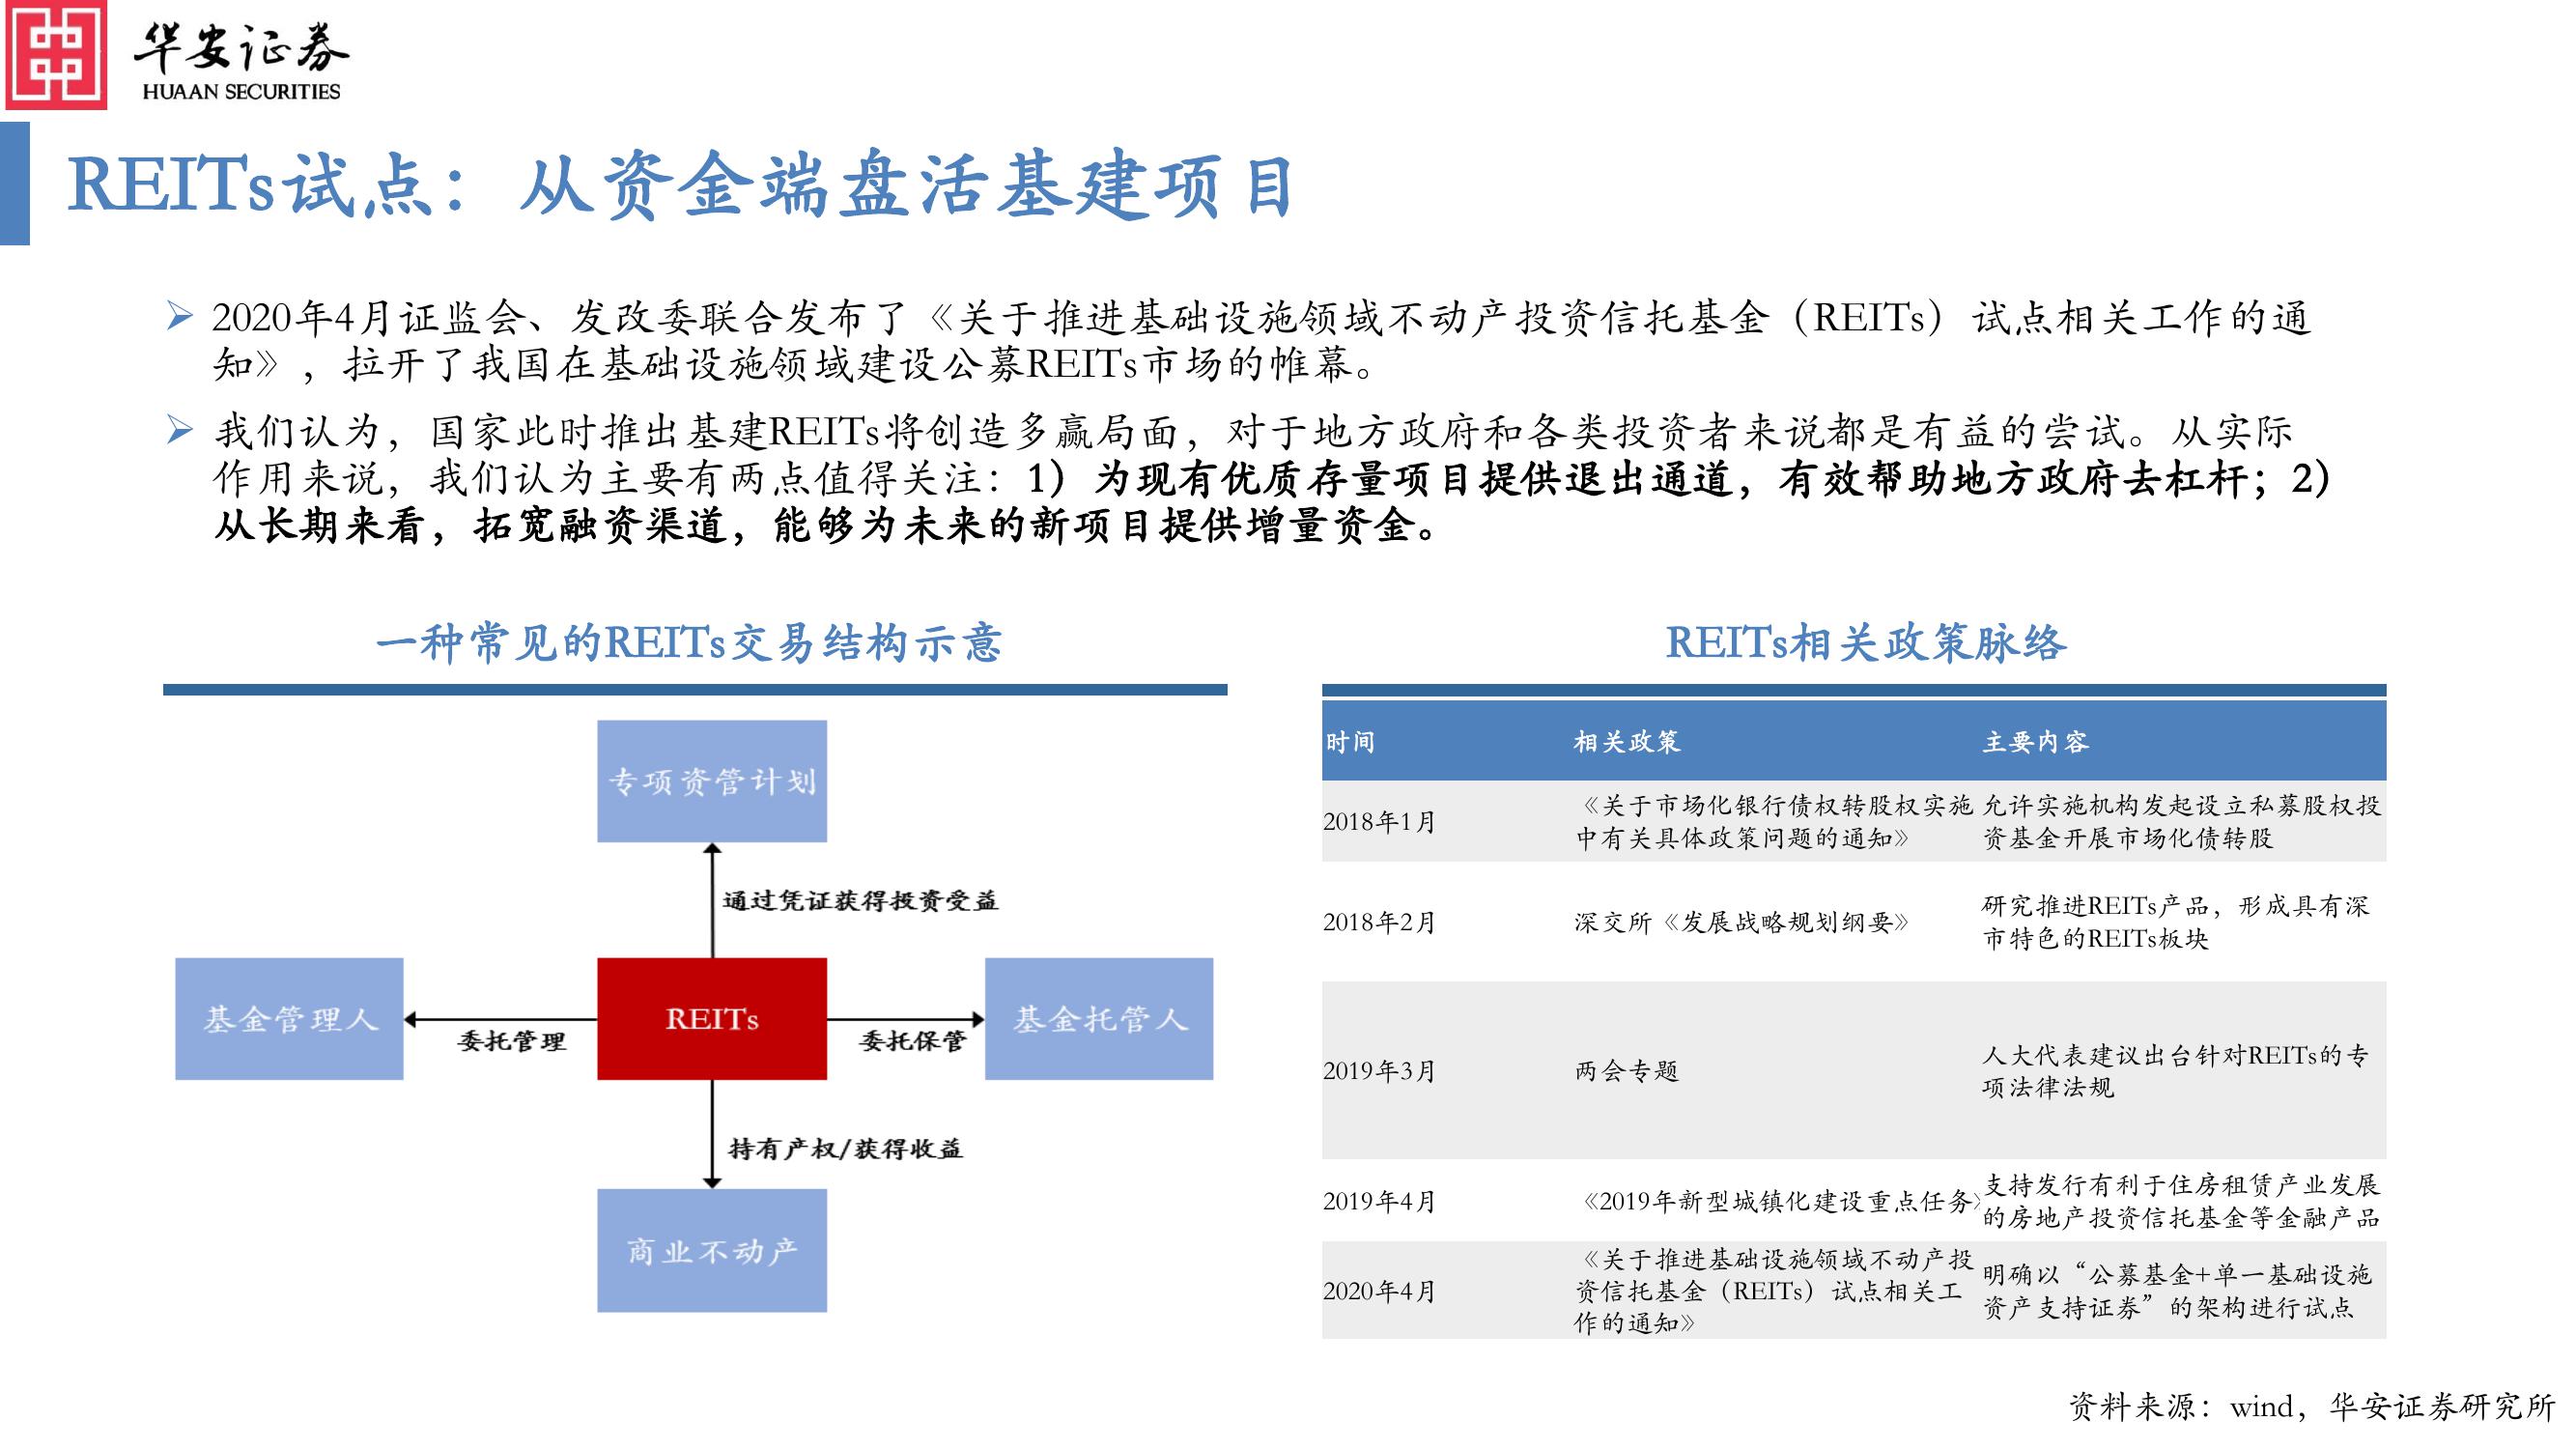 华安证券
HUAAN SECURITIES
REITs试点：从资金端盘活基建项目
2020年4月证监会、发改委联合发布了《关于推进基础设施领域不动产投资信托基金（REITs）试点相关工作的通
知》，拉开了我国在基础设施领域建设公募REITs市场的帷幕。
我们认为，国家此时推出基建REITs将创造多赢局面，对于地方政府和各类投资者来说都是有益的尝试。从实际
作用来说，我们认为主要有两点值得关注：1）为现有优质存量项目提供退出通道，有效帮助地方政府去杠杆；2）
从长期来看，拓宽融资渠道，能够为未来的新项目提供增量资金。
一种常见的REITs交易结构示意
专项资管计划
通过凭证获得投资受益
基金管理人
委托管理
REITs
委托保管
基金托管人
持有产权/获得收益
商业不动产
REITs相关政策脉络
时间 相关政策 主要内容
2018年1月
《关于市场化银行债权转股权实施
中有关具体政策问题的通知》
允许实施机构发起设立私募股权投
资基金开展市场化债转股
2018年2月
深交所《发展战略规划纲要》
研究推进REITs产品，形成具有深
市特色的REITs板块
2019年3月
两会专题
人大代表建议出台针对REITs的专
项法律法规
2019年4月
《2019年新型城镇化建设重点任务》
支持发行有利于住房租赁产业发展
的房地产投资信托基金等金融产品
2020年4月
《关于推进基础设施领域不动产投
资信托基金（REITs）试点相关工
作的通知》
明确以“公募基金+单一基础设施
资产支持证券”的架构进行试点
资料来源：wind，华安证券研究所